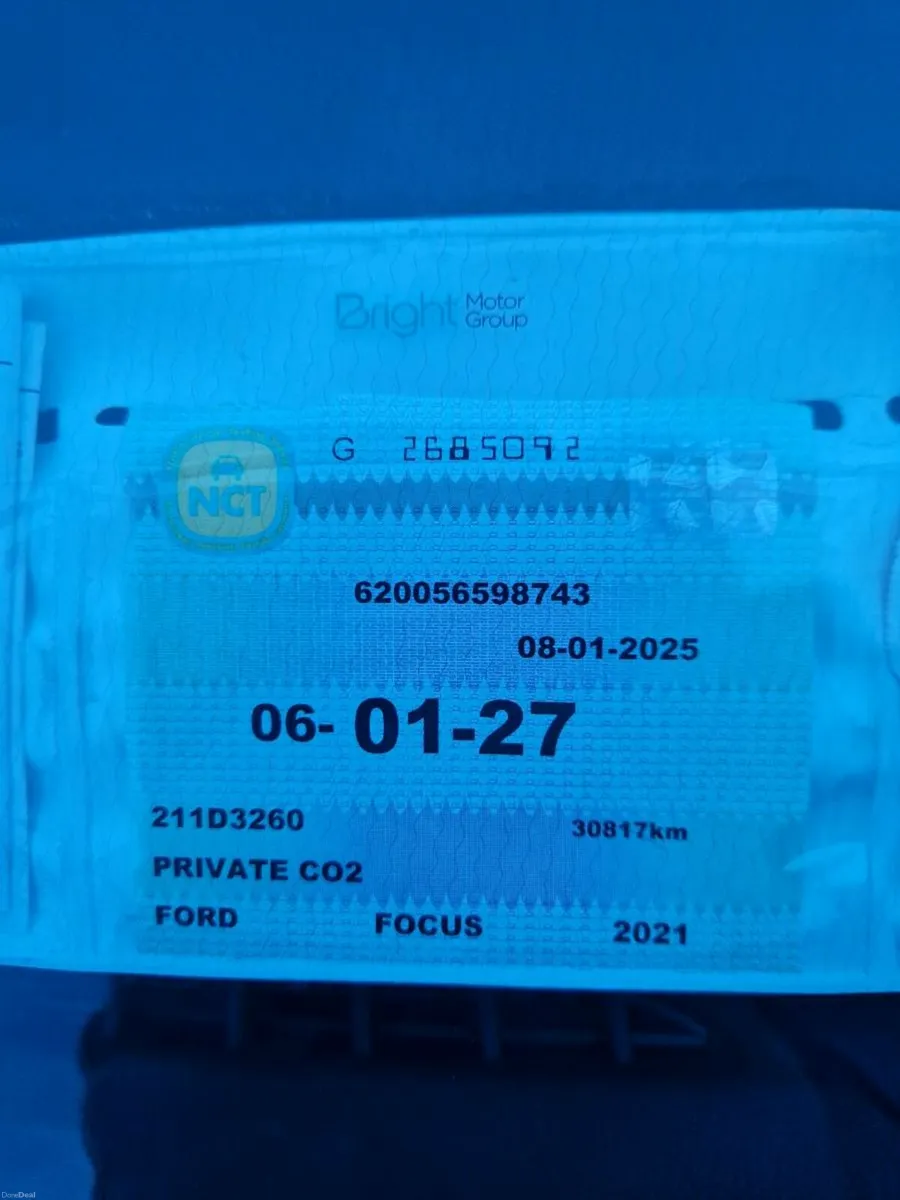 Bright Motor Group
NCT
G 2685092
620056598743
08-01-2025
06- 01-27
211D3260 30817km
PRIVATE CO2
FORD FOCUS 2021
DoneDeal